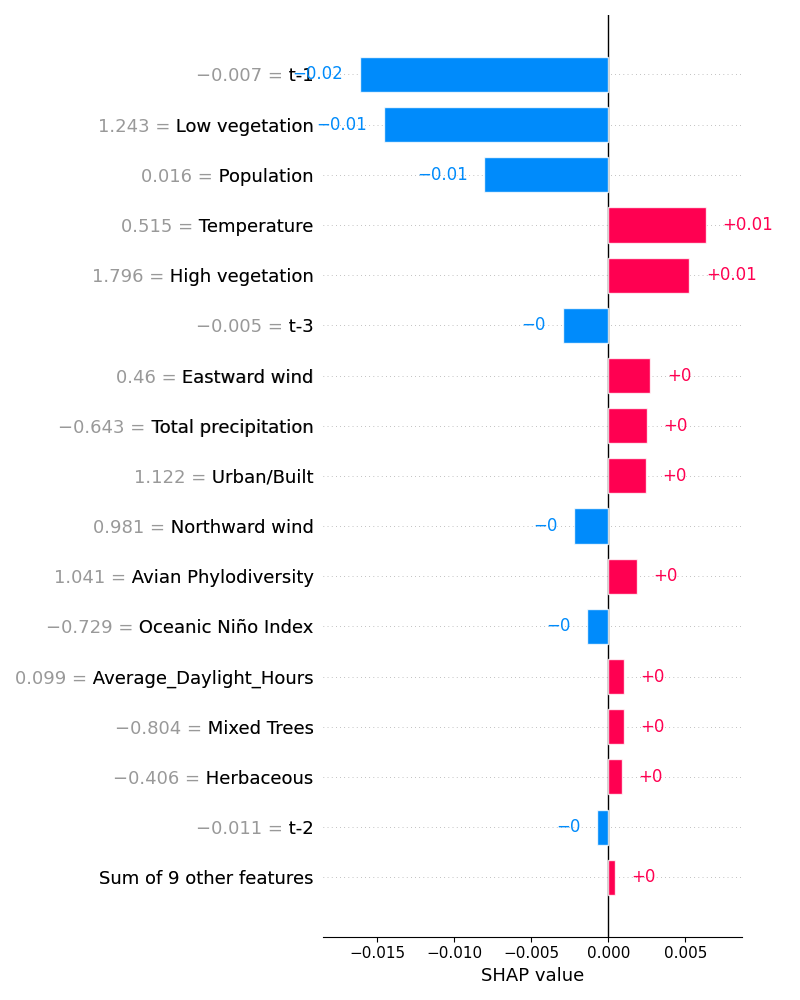 −0.007 = t-1 −0.02
1.243 = Low vegetation −0.01
0.016 = Population −0.01
0.515 = Temperature +0.01
1.796 = High vegetation +0.01
−0.005 = t-3 −0
0.46 = Eastward wind +0
−0.643 = Total precipitation +0
1.122 = Urban/Built +0
0.981 = Northward wind −0
1.041 = Avian Phylodiversity +0
−0.729 = Oceanic Niño Index −0
0.099 = Average_Daylight_Hours +0
−0.804 = Mixed Trees +0
−0.406 = Herbaceous +0
−0.011 = t-2 −0
Sum of 9 other features +0
−0.015 −0.010 −0.005 0.000 0.005
SHAP value